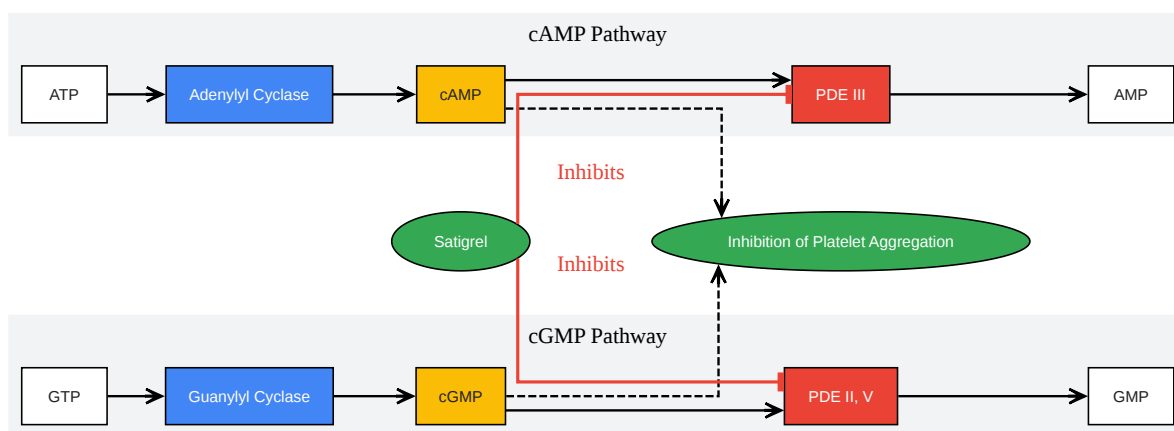 cAMP Pathway
ATP
Adenylyl Cyclase
cAMP
PDE III
AMP
Inhibits
Satigrel
Inhibition of Platelet Aggregation
Inhibits
cGMP Pathway
GTP
Guanylyl Cyclase
cGMP
PDE II, V
GMP